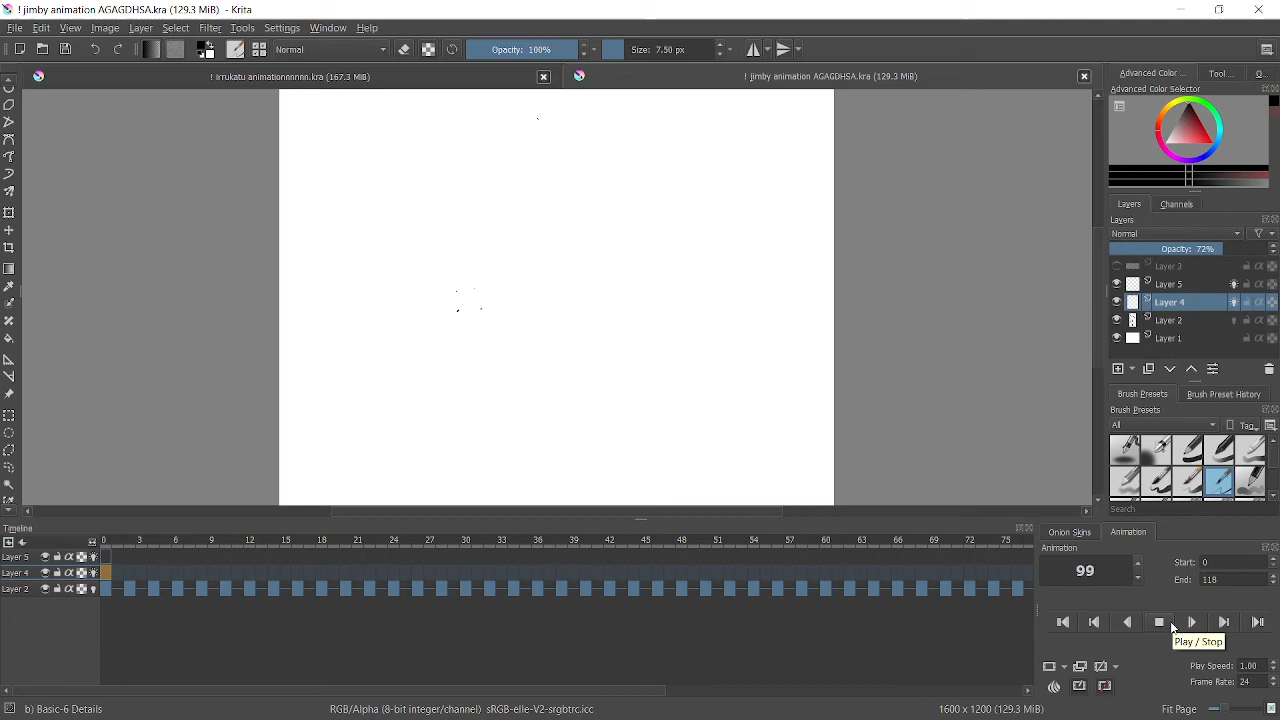 ! jimby animation AGAGDHSA.kra (129.3 MiB) - Krita
File Edit View Image Layer Select Filter Tools Settings Window Help
Normal Opacity: 100% Size: 7.50 px
! Irrukatu animationnnnnn.kra (167.3 MiB) ! jimby animation AGAGDHSA.kra (129.3 MiB)
Advanced Color ... Tool ... O...
Advanced Color Selector
Layers Channels
Layers
Normal
Opacity: 72%
Layer 3
Layer 5
Layer 4
Layer 2
Layer 1
Brush Presets Brush Preset History
Brush Presets
All Tag
Search
Timeline
0 3 6 9 12 15 18 21 24 27 30 33 36 39 42 45 48 51 54 57 60 63 66 69 72 75
Layer 5
Layer 4
Layer 2
Onion Skins Animation
Animation
99
Start: 0
End: 118
Play / Stop
Play Speed: 1.00
Frame Rate: 24
b) Basic-6 Details RGB/Alpha (8-bit integer/channel) sRGB-elle-V2-srgbtrc.icc 1600 x 1200 (129.3 MiB) Fit Page